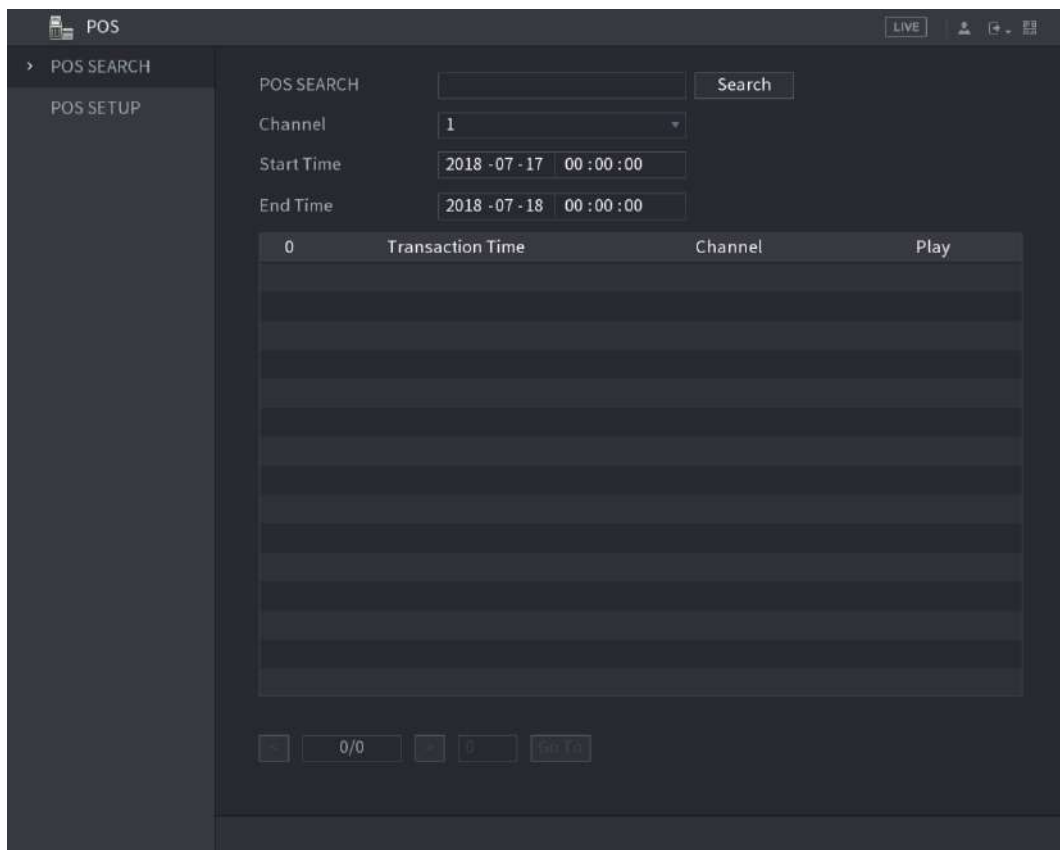 POS LIVE
> POS SEARCH
POS SETUP
POS SEARCH Search
Channel 1
Start Time 2018 -07 -17 00 :00 :00
End Time 2018 -07 -18 00 :00 :00
0 Transaction Time Channel Play
< 0/0 > 0 Go To